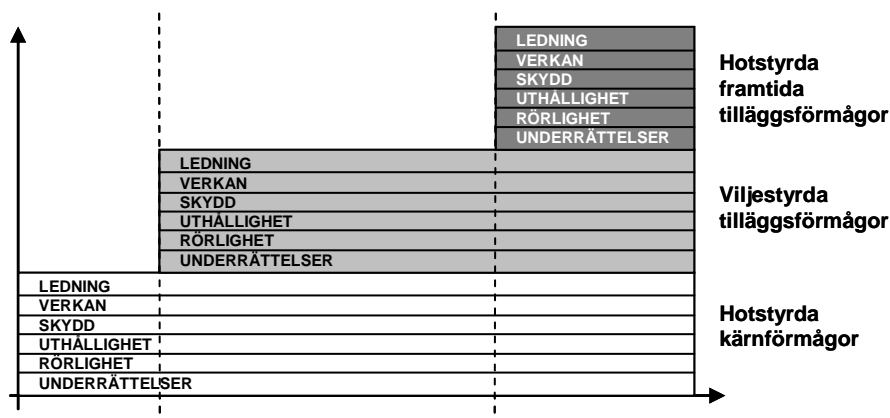 LEDNING
VERKAN
SKYDD
UTHÅLLIGHET
RÖRLIGHET
UNDERRÄTTELSER
Hotstyrda
framtida
tilläggsförmågor
LEDNING
VERKAN
SKYDD
UTHÅLLIGHET
RÖRLIGHET
UNDERRÄTTELSER
Viljestyrda
tilläggsförmågor
LEDNING
VERKAN
SKYDD
UTHÅLLIGHET
RÖRLIGHET
UNDERRÄTTELSER
Hotstyrda
kärnförmågor